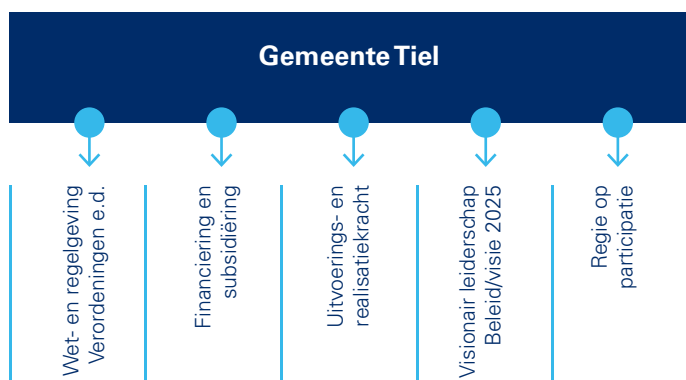 Gemeente Tiel
Wet- en regelgeving
Verordeningen e.d.
Financiering en
subsidiëring
Uitvoerings- en
realisatiekracht
Visionair leiderschap
Beleid/visie 2025
Regie op
participatie